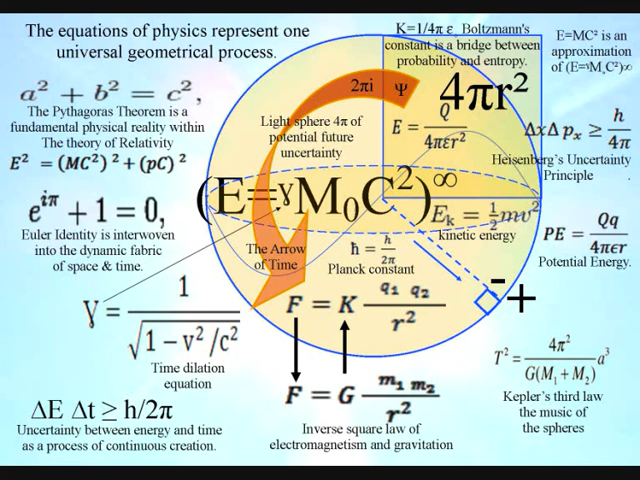 The equations of physics represent one
universal geometrical process.
a² + b² = c²,
The Pythagoras Theorem is a
fundamental physical reality within
The theory of Relativity
E² = (MC²)² + (pC)²
e^iπ + 1 = 0,
Euler Identity is interwoven
into the dynamic fabric
of space & time.
γ = 1 / √(1 − v²/c²)
Time dilation
equation
ΔE Δt ≥ h/2π
Uncertainty between energy and time
as a process of continuous creation.
K=1/4π ε Boltzmann's
constant is a bridge between
probability and entropy.
2πi
Ψ
4πr²
Light sphere 4π of
potential future
uncertainty
E = Q / 4πεr²
(E=γM₀C²)^∞
The Arrow
of Time
ħ = h / 2π
Planck constant
E_k = ½mv²
kinetic energy
F = K q₁ q₂ / r²
F = G m₁ m₂ / r²
Inverse square law of
electromagnetism and gravitation
E=MC² is an
approximation
of (E=γM₀C²)∞
ΔxΔp_x ≥ h / 4π
Heisenberg's Uncertainty
Principle .
PE = Qq / 4πεr
Potential Energy.
- +
T² = 4π² / G(M₁ + M₂) a³
Kepler's third law
the music of
the spheres